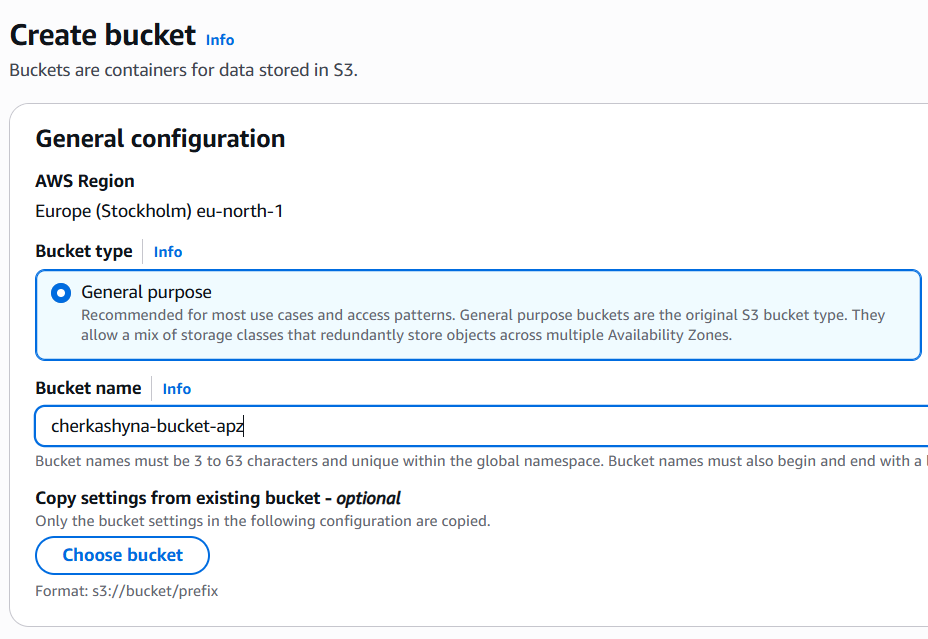 Create bucket Info
Buckets are containers for data stored in S3.
General configuration
AWS Region
Europe (Stockholm) eu-north-1
Bucket type Info
General purpose
Recommended for most use cases and access patterns. General purpose buckets are the original S3 bucket type. They
allow a mix of storage classes that redundantly store objects across multiple Availability Zones.
Bucket name Info
cherkashyna-bucket-apz
Bucket names must be 3 to 63 characters and unique within the global namespace. Bucket names must also begin and end with a
Copy settings from existing bucket - optional
Only the bucket settings in the following configuration are copied.
Choose bucket
Format: s3://bucket/prefix